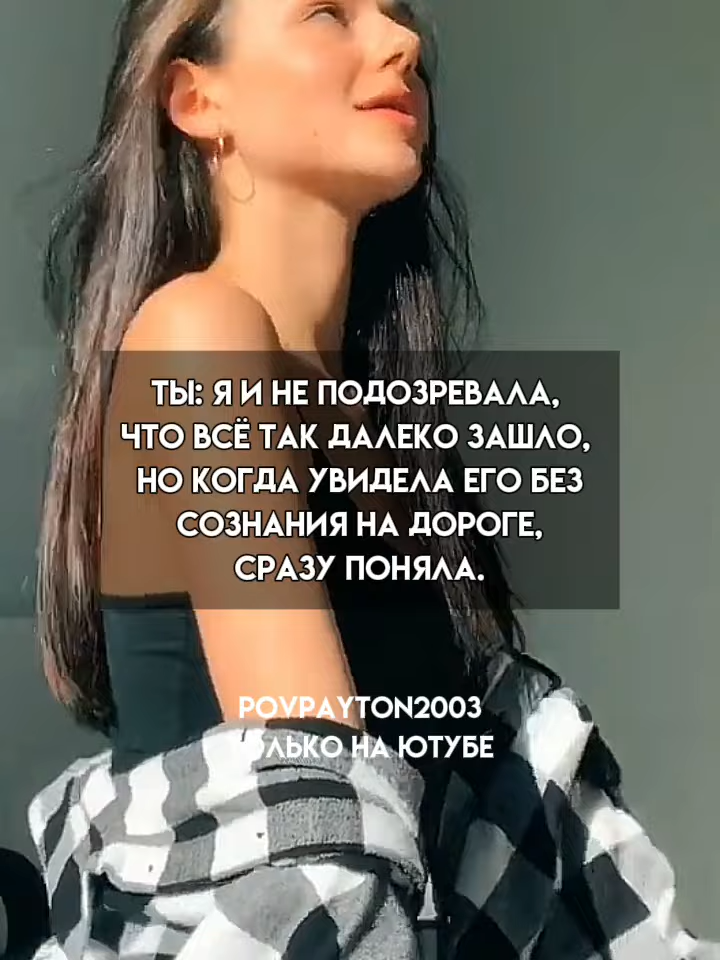 ТЫ: Я И НЕ ПОДОЗРЕВАЛА,
ЧТО ВСЁ ТАК ДАЛЕКО ЗАШЛО,
НО КОГДА УВИДЕЛА ЕГО БЕЗ
СОЗНАНИЯ НА ДОРОГЕ,
СРАЗУ ПОНЯЛА.
POVPAYTON2003
ТОЛЬКО НА ЮТУБЕ